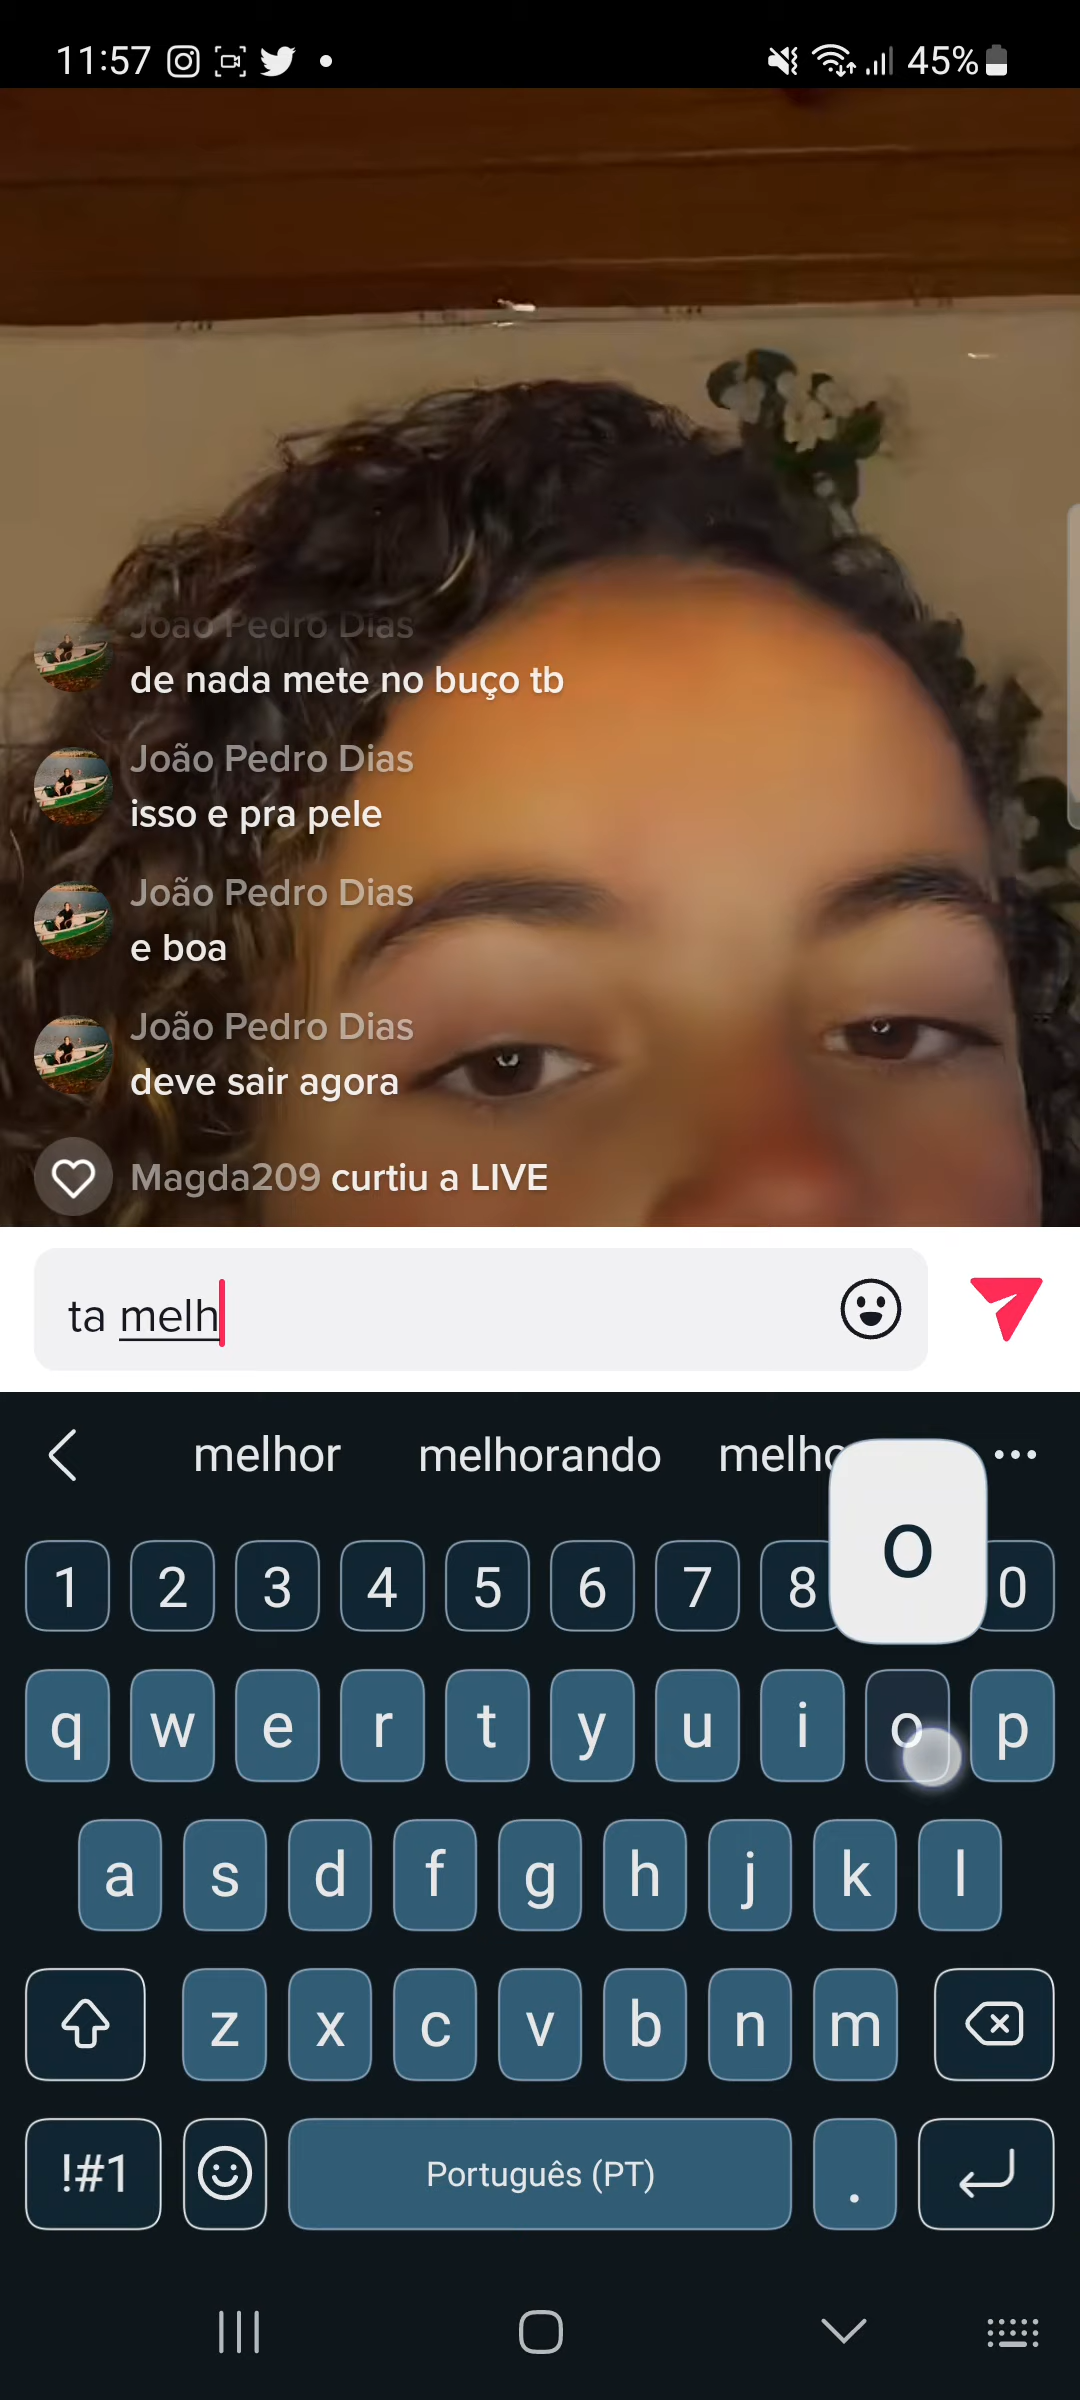 11:57 45%
João Pedro Dias
de nada mete no buço tb
João Pedro Dias
isso e pra pele
João Pedro Dias
e boa
João Pedro Dias
deve sair agora
Magda209 curtiu a LIVE
ta melh
melhor melhorando
o
1 2 3 4 5 6 7 8 0
q w e r t y u i o p
a s d f g h j k l
z x c v b n m
!#1 Português (PT) .